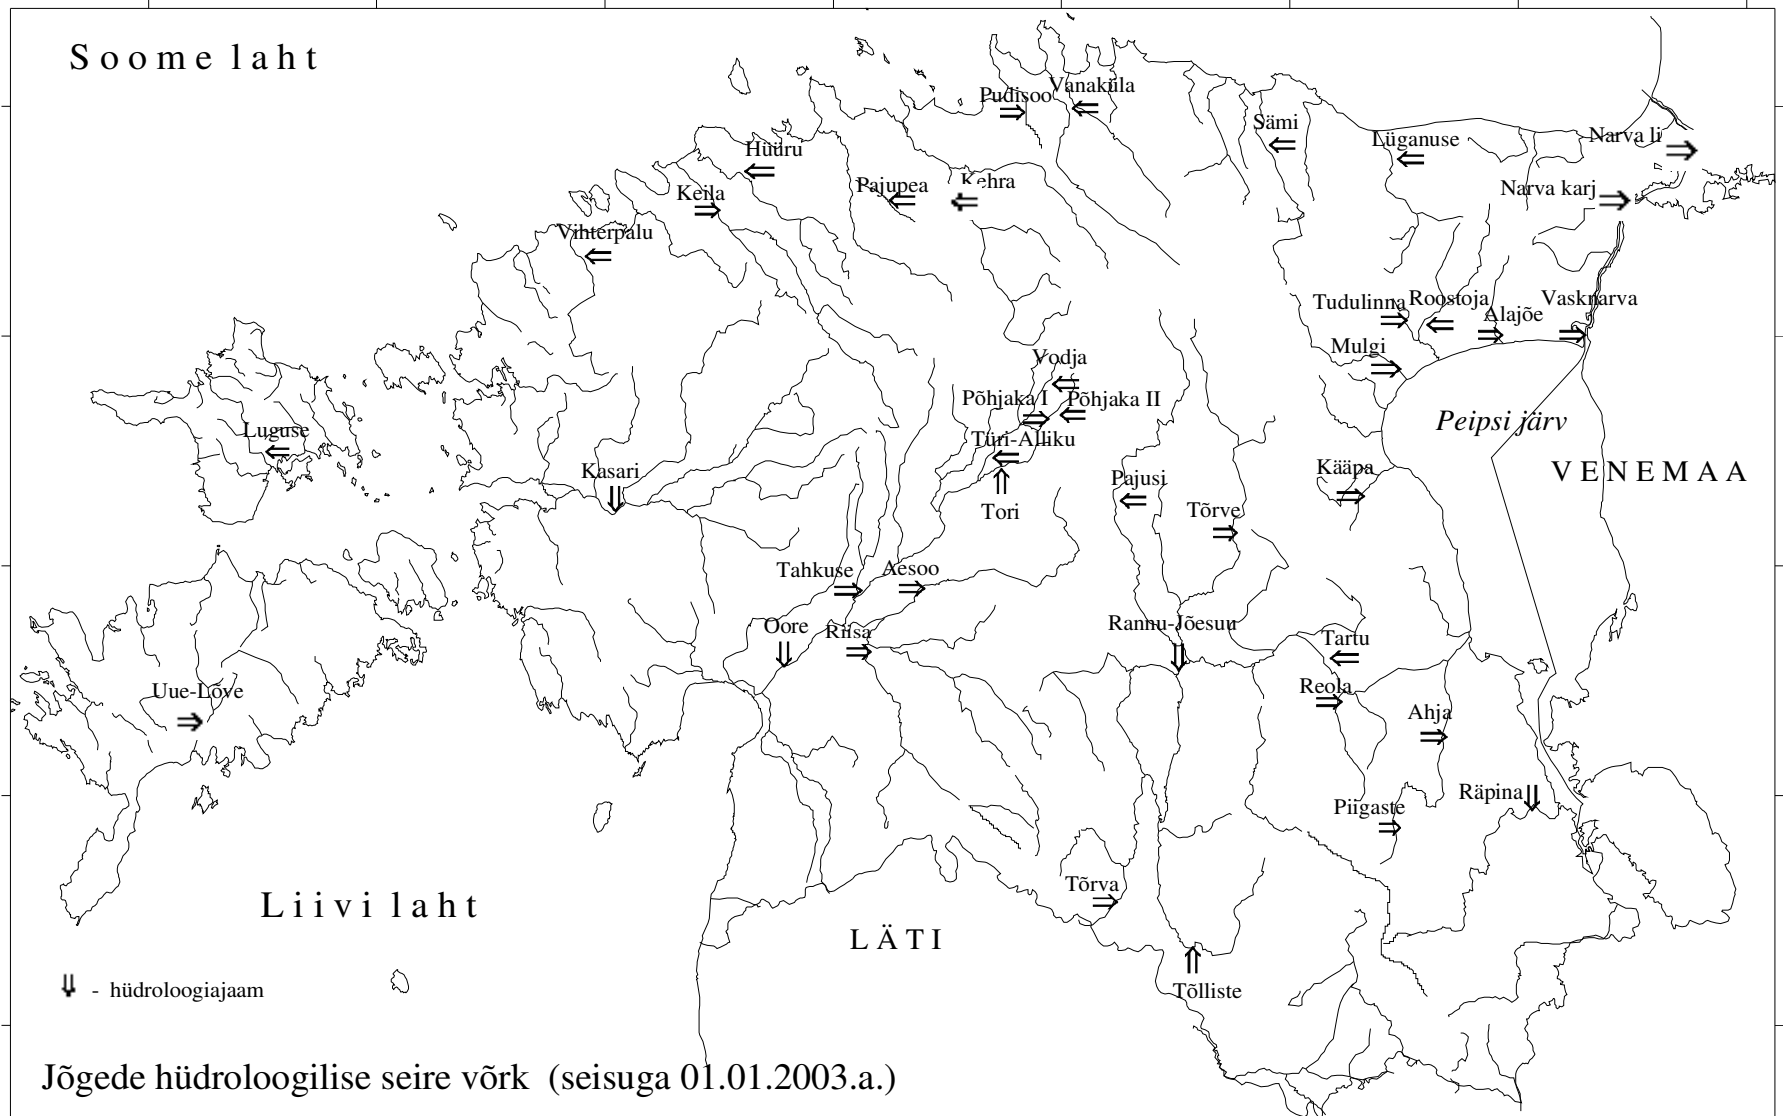 Soome laht
Pudisoo
Vanaküla
Sämi
Lüganuse
Narva li
Hüüru
Keila
Pajupea
Kehra
Narva karj
Vihterpalu
Tudulinna
Roostoja
Alajõe
Vasknarva
Mulgi
Vodja
Põhjaka I
Põhjaka II
Peipsi järv
Luguse
Türi-Alliku
Kasari
Kääpa
VENEMAA
Pajusi
Tori
Tõrve
Tahkuse
Aesoo
Oore
Riisa
Rannu-Jõesuu
Tartu
Uue-Lõve
Reola
Ahja
Räpina
Piigaste
Tõrva
Liivi laht
LÄTI
Tõlliste
- hüdroloogiajaam
Jõgede hüdroloogilise seire võrk (seisuga 01.01.2003.a.)